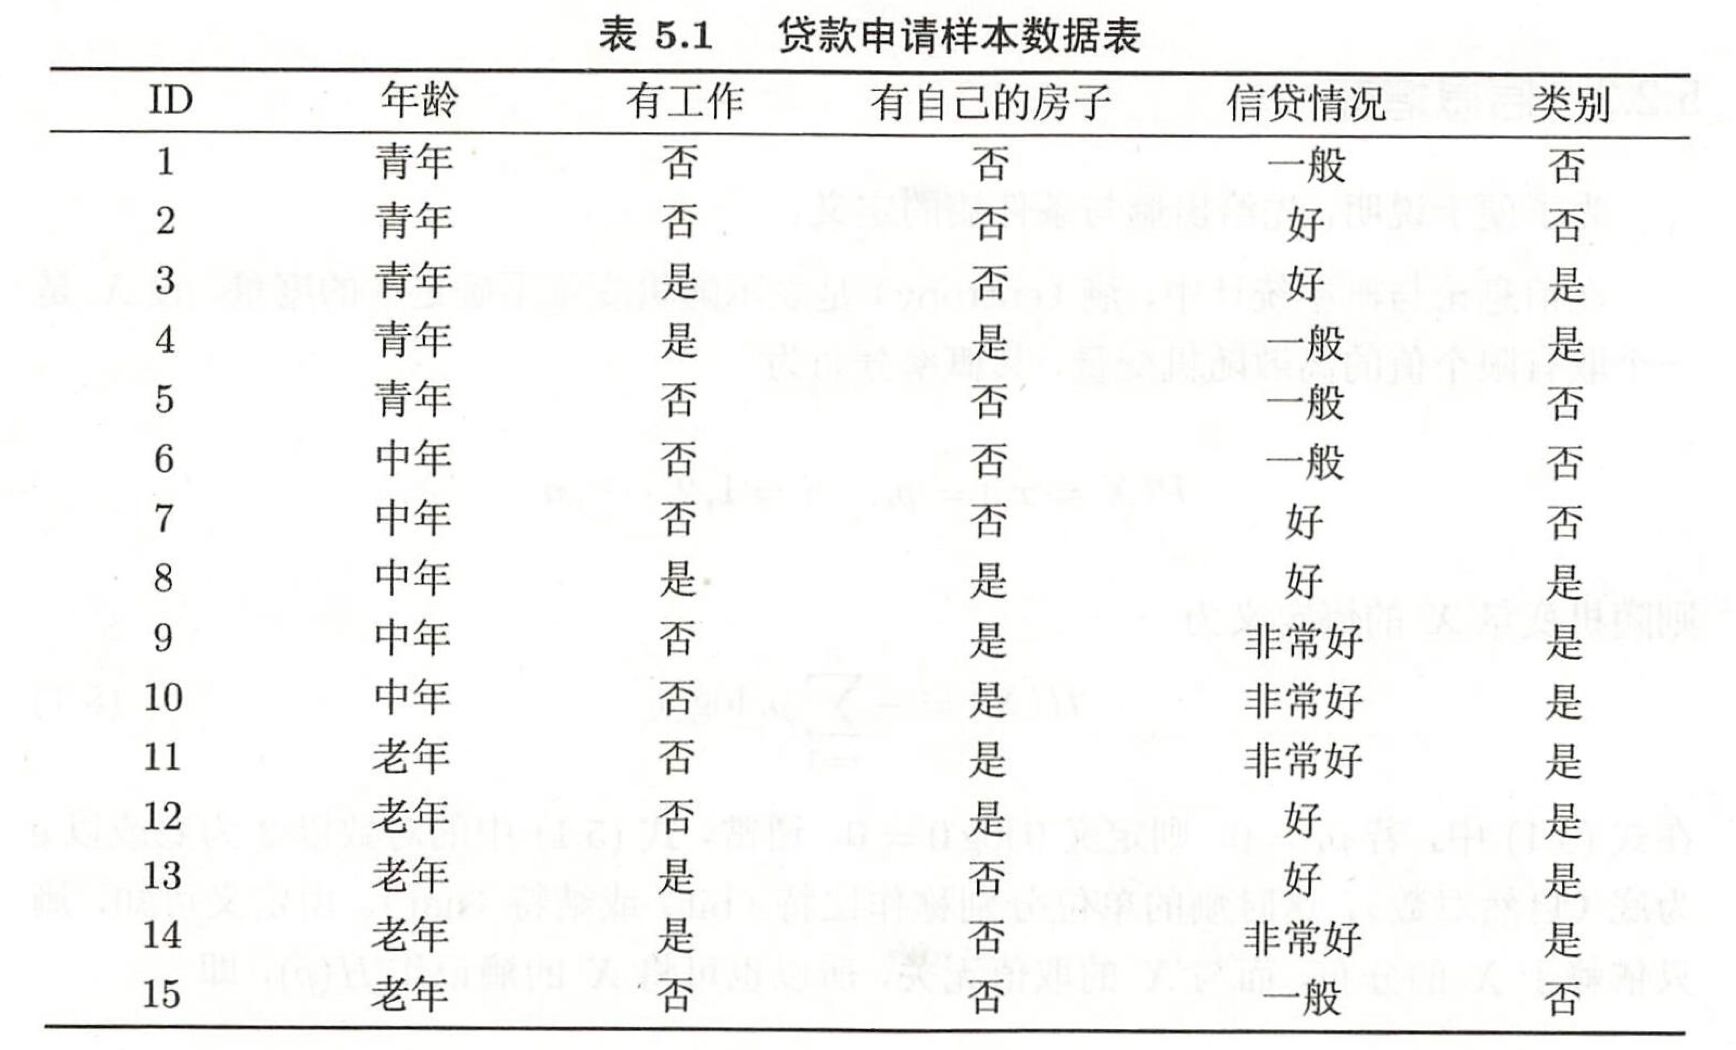 表 5.1 贷款申请样本数据表
ID 年龄 有工作 有自己的房子 信贷情况 类别
1 青年 否 否 一般 否
2 青年 否 否 好 否
3 青年 是 否 好 是
4 青年 是 是 一般 是
5 青年 否 否 一般 否
6 中年 否 否 一般 否
7 中年 否 否 好 否
8 中年 是 是 好 是
9 中年 否 是 非常好 是
10 中年 否 是 非常好 是
11 老年 否 是 非常好 是
12 老年 否 是 好 是
13 老年 是 否 好 是
14 老年 是 否 非常好 是
15 老年 否 否 一般 否